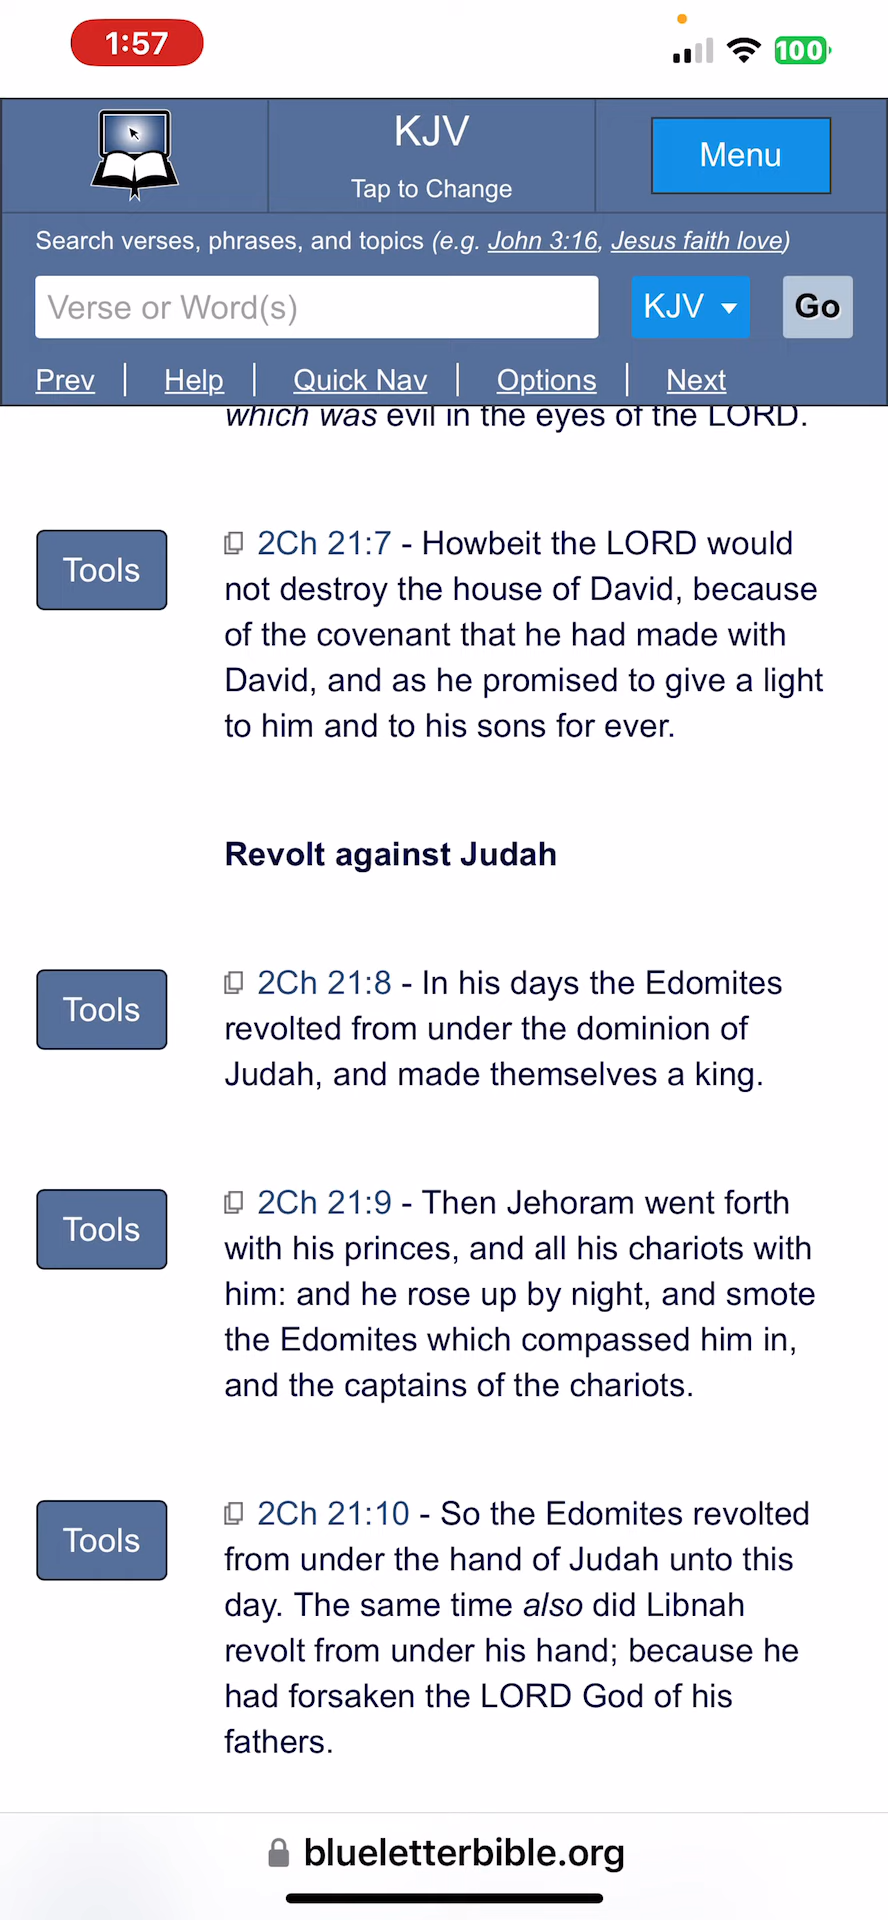 1:57
100
KJV
Tap to Change
Menu
Search verses, phrases, and topics (e.g. John 3:16, Jesus faith love)
Verse or Word(s)
KJV
Go
Prev | Help | Quick Nav | Options | Next
which was evil in the eyes of the LORD.
Tools
2Ch 21:7 - Howbeit the LORD would
not destroy the house of David, because
of the covenant that he had made with
David, and as he promised to give a light
to him and to his sons for ever.
Revolt against Judah
Tools
2Ch 21:8 - In his days the Edomites
revolted from under the dominion of
Judah, and made themselves a king.
Tools
2Ch 21:9 - Then Jehoram went forth
with his princes, and all his chariots with
him: and he rose up by night, and smote
the Edomites which compassed him in,
and the captains of the chariots.
Tools
2Ch 21:10 - So the Edomites revolted
from under the hand of Judah unto this
day. The same time also did Libnah
revolt from under his hand; because he
had forsaken the LORD God of his
fathers.
blueletterbible.org